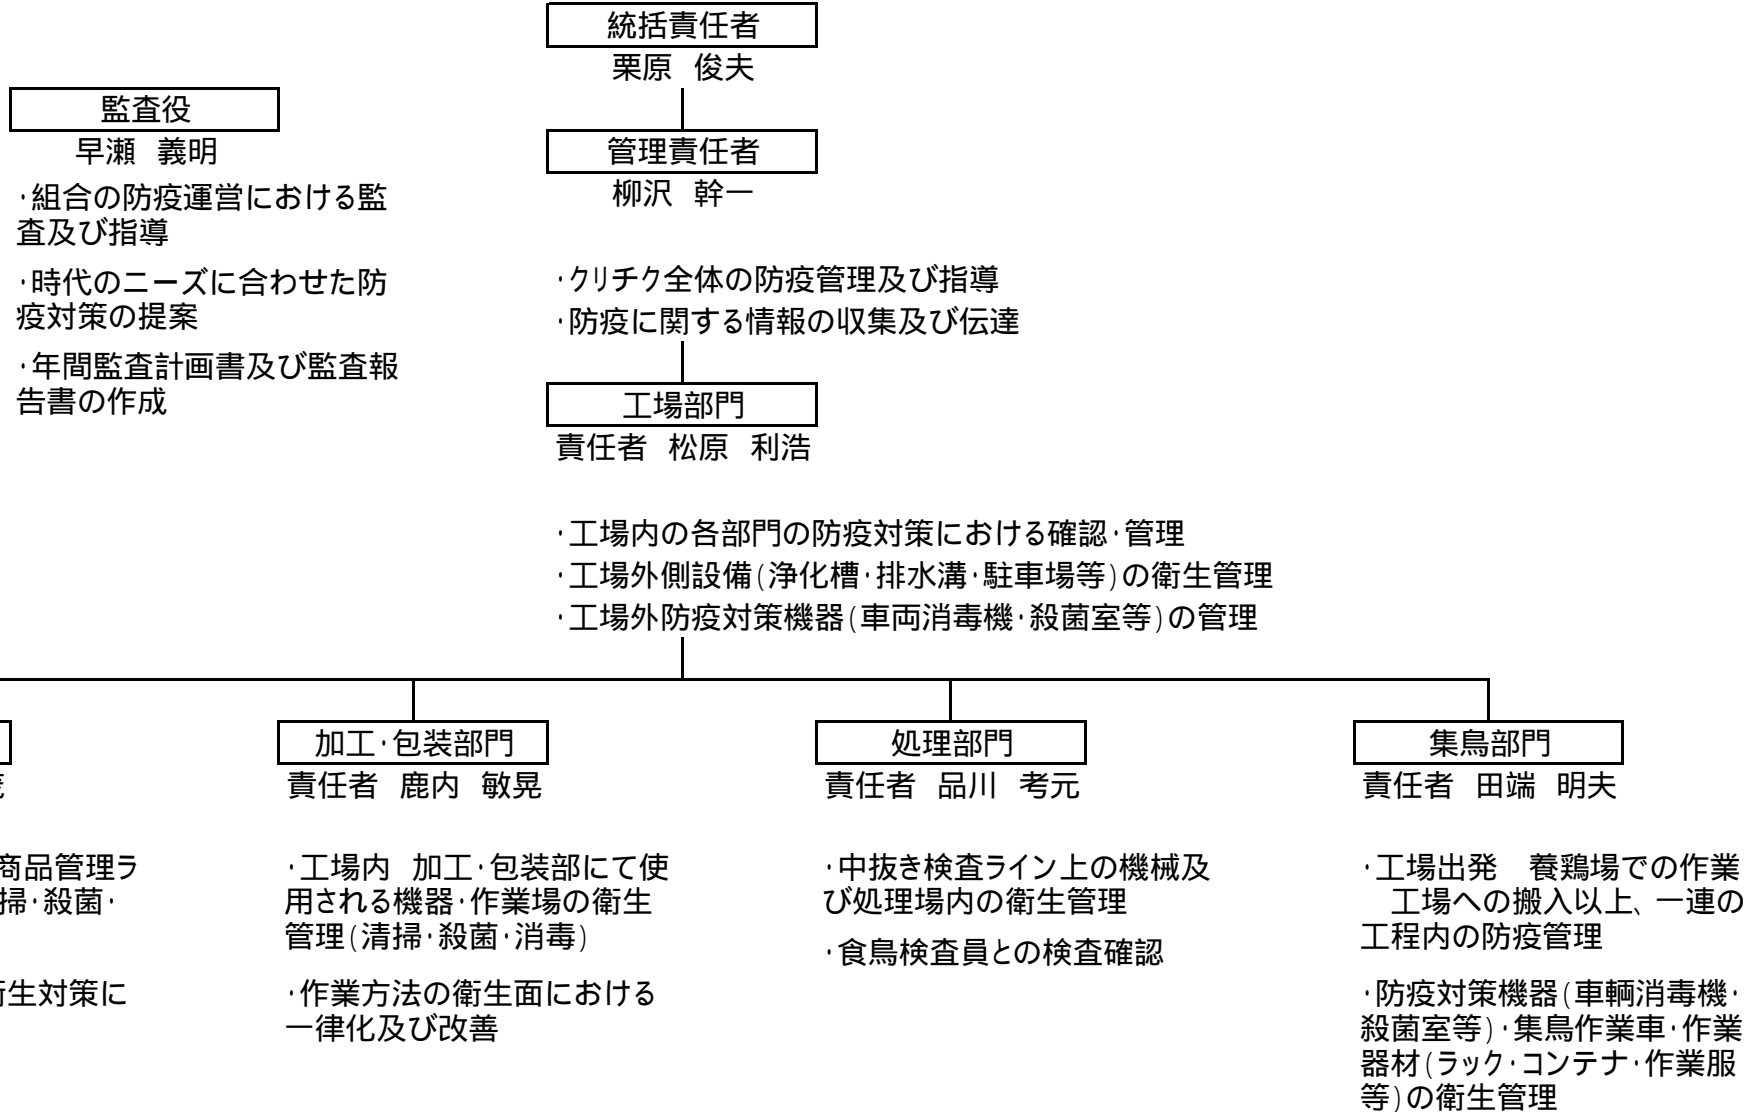 統括責任者
栗原 俊夫
監査役
早瀬 義明
・組合の防疫運営における監
査及び指導
・時代のニーズに合わせた防
疫対策の提案
・年間監査計画書及び監査報
告書の作成
管理責任者
柳沢 幹一
・クリチク全体の防疫管理及び指導
・防疫に関する情報の収集及び伝達
工場部門
責任者 松原 利浩
・工場内の各部門の防疫対策における確認・管理
・工場外側設備(浄化槽・排水溝・駐車場等)の衛生管理
・工場外防疫対策機器(車両消毒機・殺菌室等)の管理
商品管理ラ
掃・殺菌・
生対策に
加工・包装部門
責任者 鹿内 敏晃
・工場内 加工・包装部にて使
用される機器・作業場の衛生
管理(清掃・殺菌・消毒)
・作業方法の衛生面における
一律化及び改善
処理部門
責任者 品川 考元
・中抜き検査ライン上の機械及
び処理場内の衛生管理
・食鳥検査員との検査確認
集鳥部門
責任者 田端 明夫
・工場出発 養鶏場での作業
工場への搬入以上、一連の
工程内の防疫管理
・防疫対策機器(車輌消毒機・
殺菌室等)・集鳥作業車・作業
器材(ラック・コンテナ・作業服
等)の衛生管理